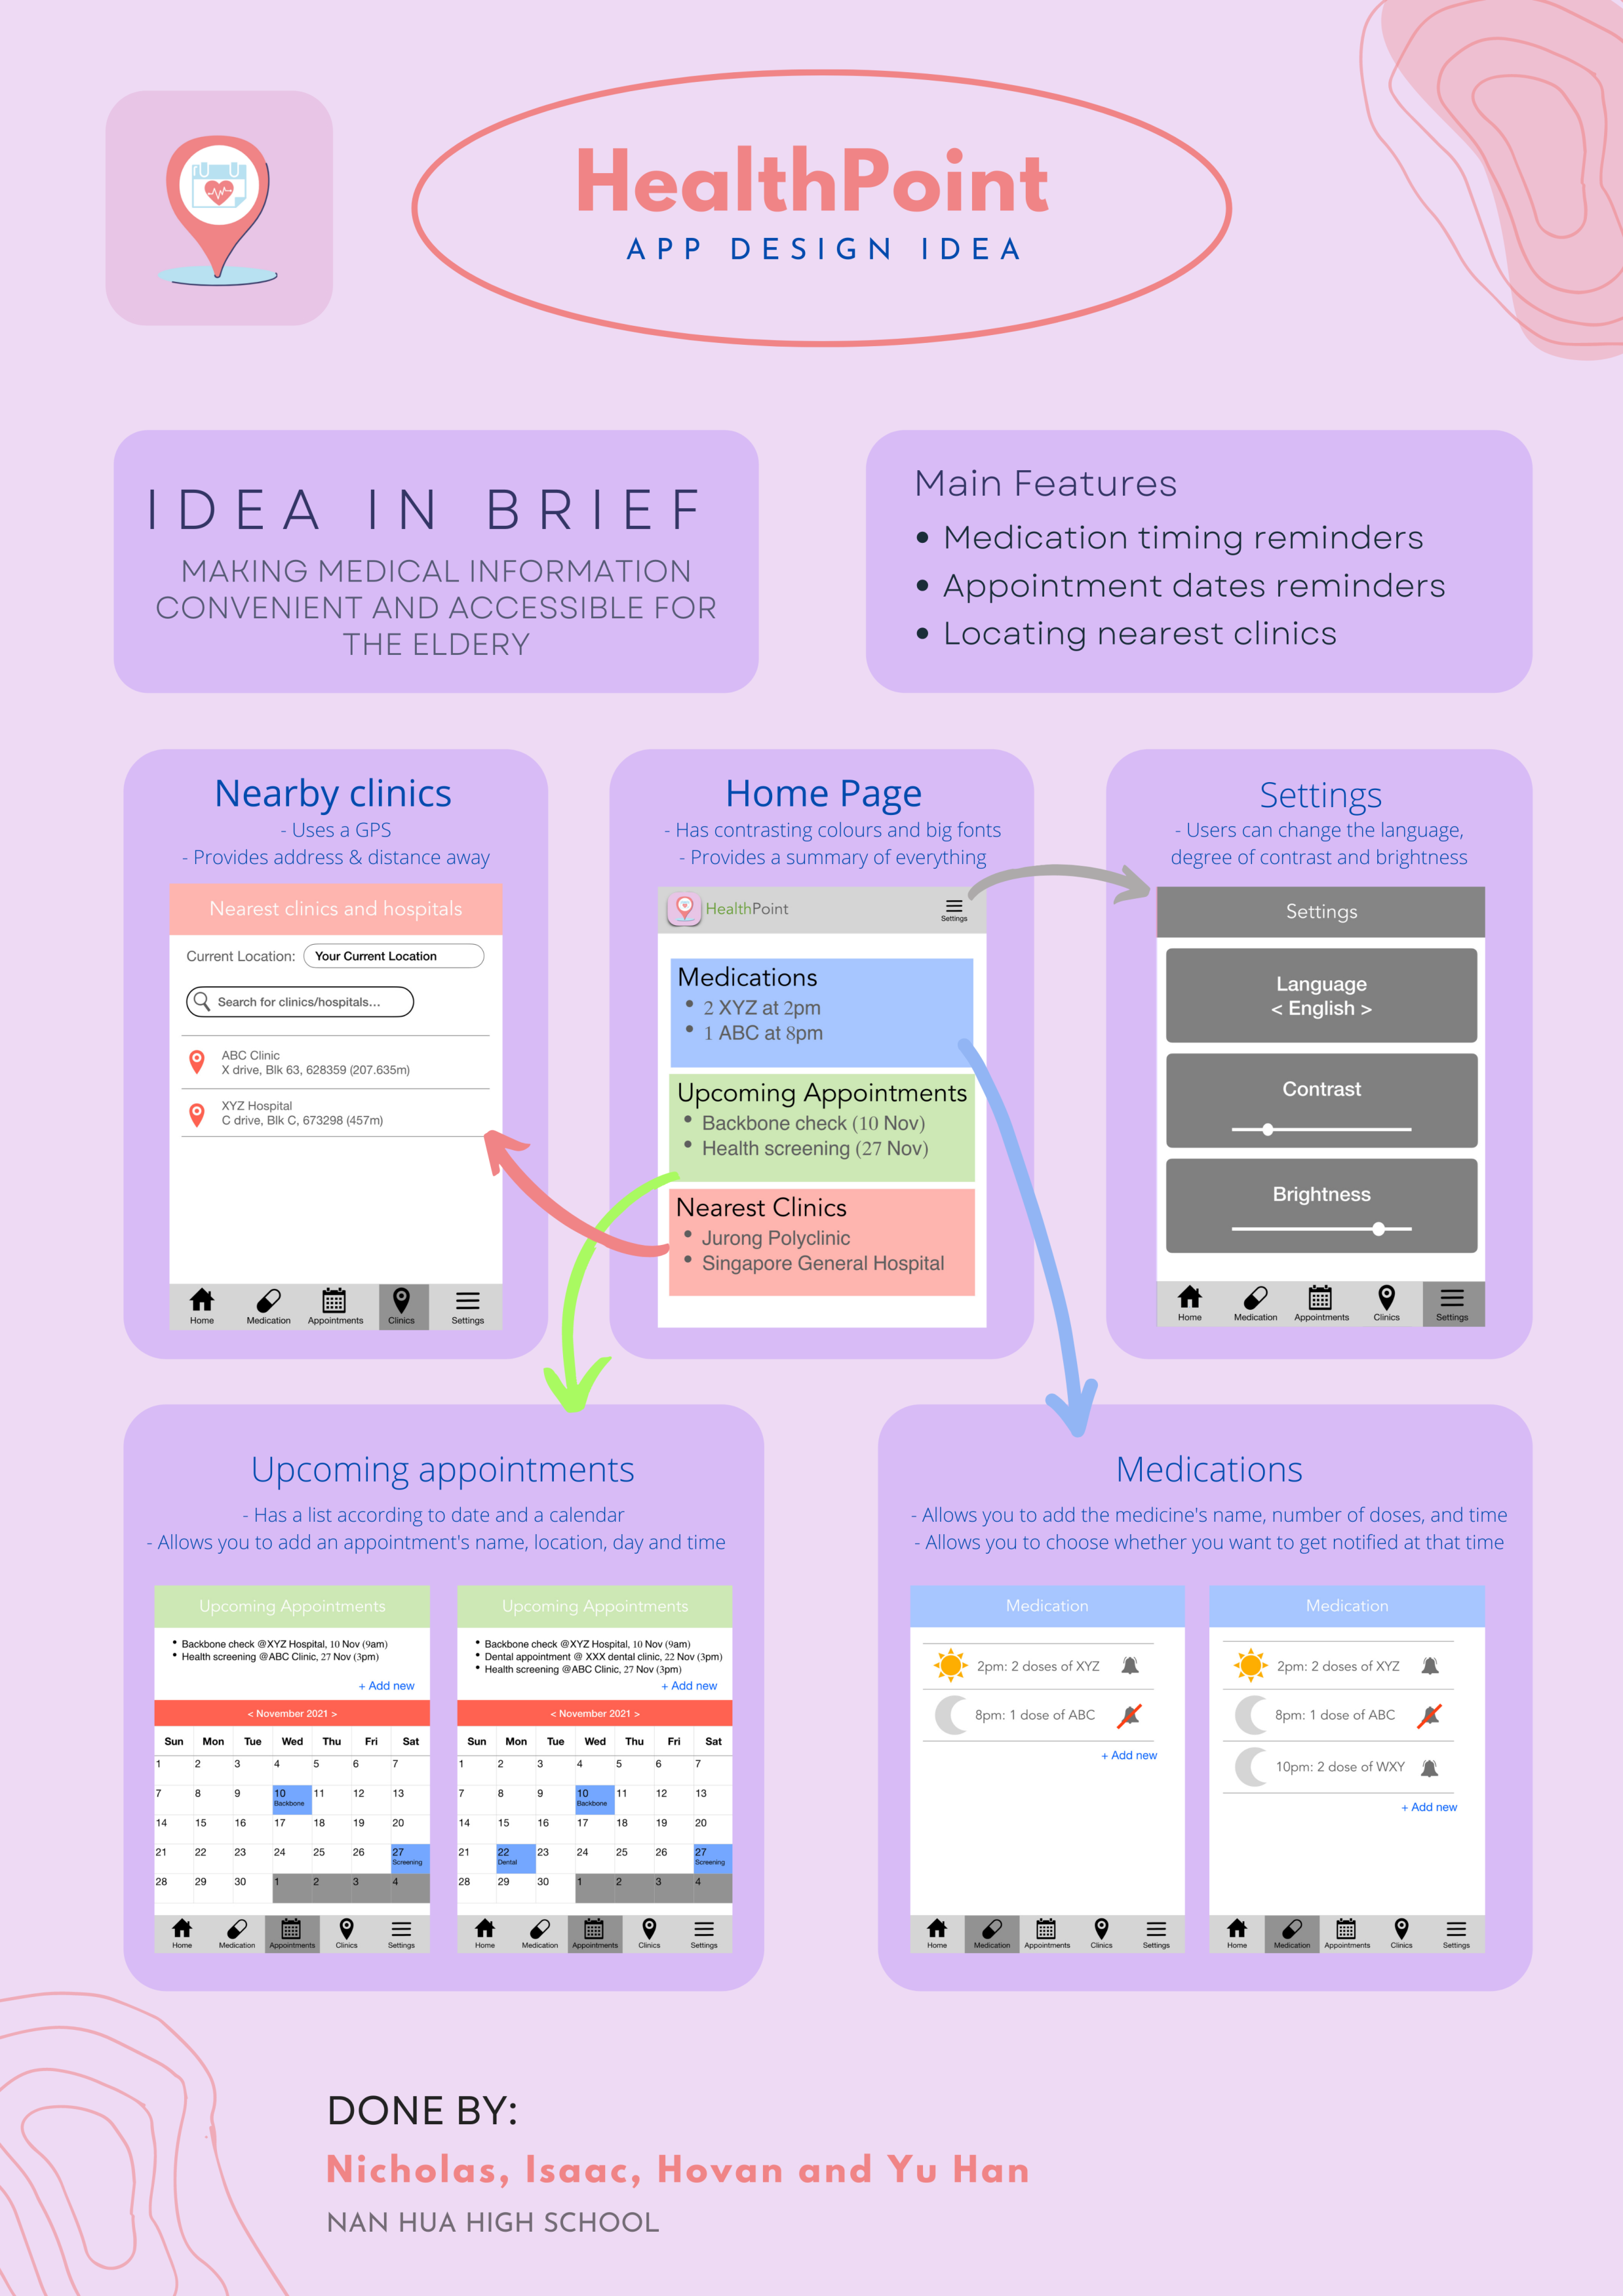 HealthPoint
APP DESIGN IDEA
IDEA IN BRIEF
MAKING MEDICAL INFORMATION
CONVENIENT AND ACCESSIBLE FOR
THE ELDERY
Main Features
• Medication timing reminders
• Appointment dates reminders
• Locating nearest clinics
Nearby clinics
- Uses a GPS
- Provides address & distance away
Nearest clinics and hospitals
Current Location: Your Current Location
Search for clinics/hospitals...
ABC Clinic
X drive, Blk 63, 628359 (207.635m)
XYZ Hospital
C drive, Blk C, 673298 (457m)
Home Medication Appointments Clinics Settings
Home Page
- Has contrasting colours and big fonts
- Provides a summary of everything
HealthPoint
Settings
Medications
• 2 XYZ at 2pm
• 1 ABC at 8pm
Upcoming Appointments
• Backbone check (10 Nov)
• Health screening (27 Nov)
Nearest Clinics
• Jurong Polyclinic
• Singapore General Hospital
Settings
- Users can change the language,
degree of contrast and brightness
Settings
Language
< English >
Contrast
Brightness
Home Medication Appointments Clinics Settings
Upcoming appointments
- Has a list according to date and a calendar
- Allows you to add an appointment's name, location, day and time
Upcoming Appointments
• Backbone check @XYZ Hospital, 10 Nov (9am)
• Health screening @ABC Clinic, 27 Nov (3pm)
+ Add new
< November 2021 >
Sun Mon Tue Wed Thu Fri Sat
1 2 3 4 5 6 7
7 8 9 10 11 12 13
Backbone
14 15 16 17 18 19 20
21 22 23 24 25 26 27
Screening
28 29 30 1 2 3 4
Home Medication Appointments Clinics Settings
Upcoming Appointments
• Backbone check @XYZ Hospital, 10 Nov (9am)
• Dental appointment @ XXX dental clinic, 22 Nov (3pm)
• Health screening @ABC Clinic, 27 Nov (3pm)
+ Add new
< November 2021 >
Sun Mon Tue Wed Thu Fri Sat
1 2 3 4 5 6 7
7 8 9 10 11 12 13
Backbone
14 15 16 17 18 19 20
21 22 23 24 25 26 27
Dental Screening
28 29 30 1 2 3 4
Home Medication Appointments Clinics Settings
Medications
- Allows you to add the medicine's name, number of doses, and time
- Allows you to choose whether you want to get notified at that time
Medication
2pm: 2 doses of XYZ
8pm: 1 dose of ABC
+ Add new
Home Medication Appointments Clinics Settings
Medication
2pm: 2 doses of XYZ
8pm: 1 dose of ABC
10pm: 2 dose of WXY
+ Add new
Home Medication Appointments Clinics Settings
DONE BY:
Nicholas, Isaac, Hovan and Yu Han
NAN HUA HIGH SCHOOL